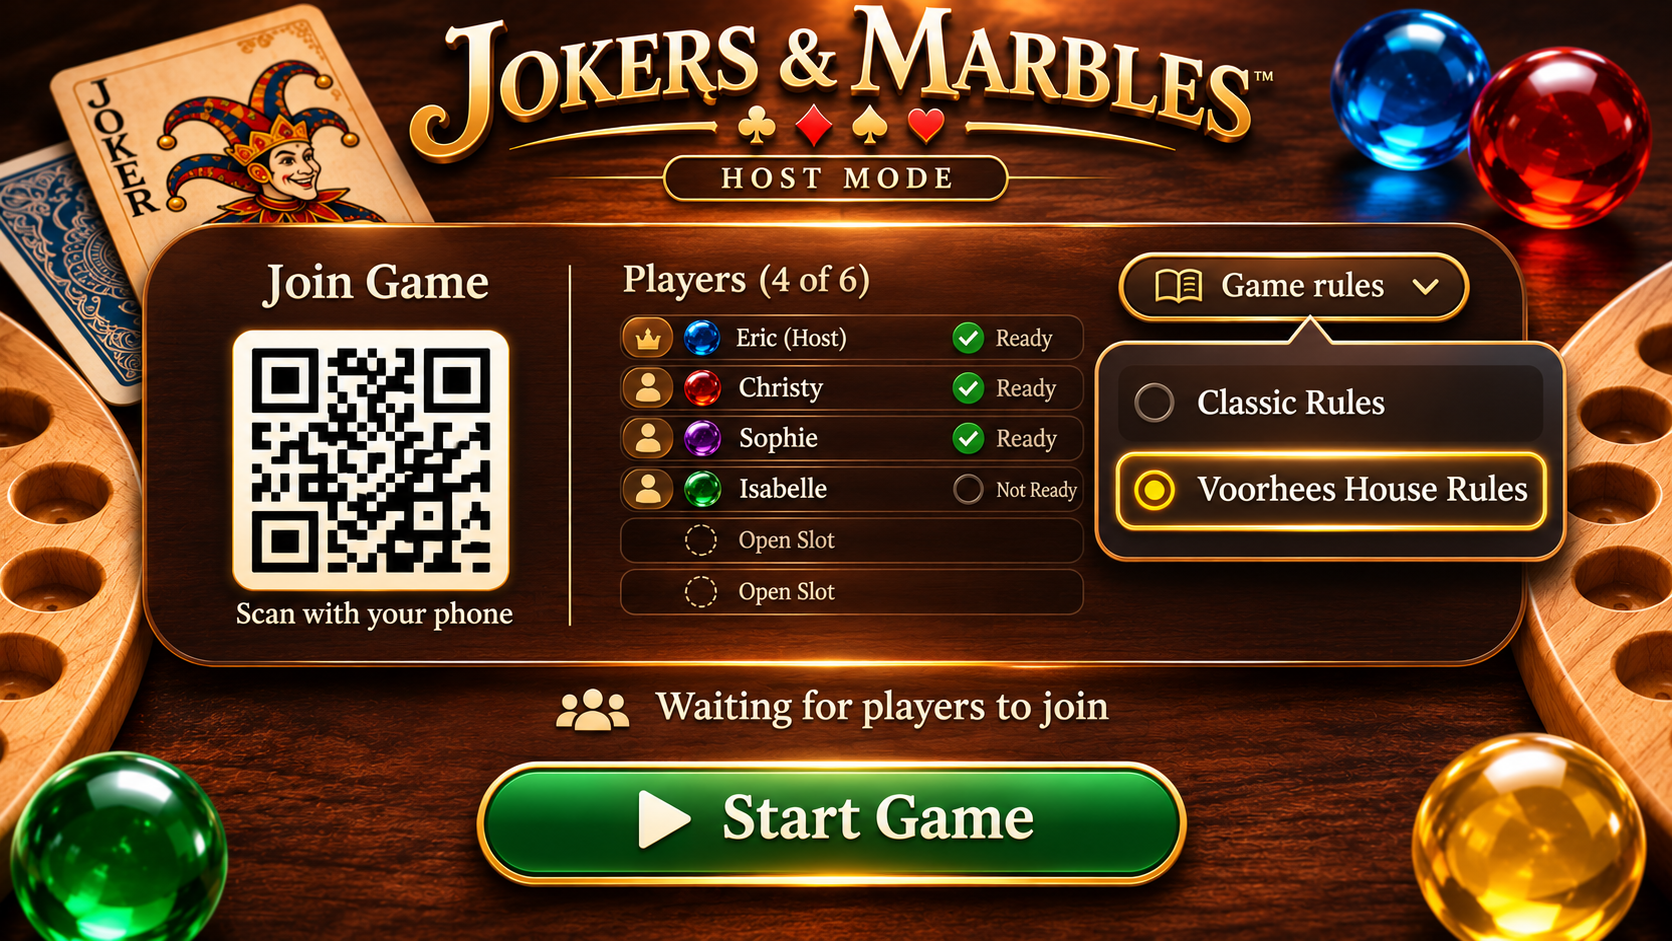 JOKER
JOKERS & MARBLES™
HOST MODE
Join Game
Scan with your phone
Players (4 of 6)
Eric (Host) Ready
Christy Ready
Sophie Ready
Isabelle Not Ready
Open Slot
Open Slot
Game rules
Classic Rules
Voorhees House Rules
Waiting for players to join
Start Game